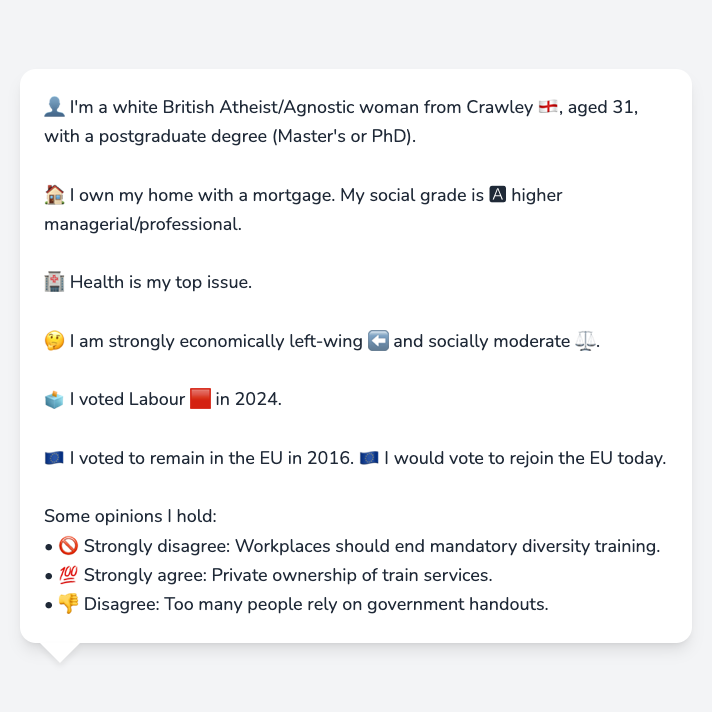 👤 I'm a white British Atheist/Agnostic woman from Crawley 🏴󠁧󠁢󠁥󠁮󠁧󠁿, aged 31,
with a postgraduate degree (Master's or PhD).
🏠 I own my home with a mortgage. My social grade is 🅰 higher
managerial/professional.
🏥 Health is my top issue.
🤔 I am strongly economically left-wing ⬅️ and socially moderate ⚖️.
🗳️ I voted Labour 🟥 in 2024.
🇪🇺 I voted to remain in the EU in 2016. 🇪🇺 I would vote to rejoin the EU today.
Some opinions I hold:
• 🚫 Strongly disagree: Workplaces should end mandatory diversity training.
• 💯 Strongly agree: Private ownership of train services.
• 👎 Disagree: Too many people rely on government handouts.